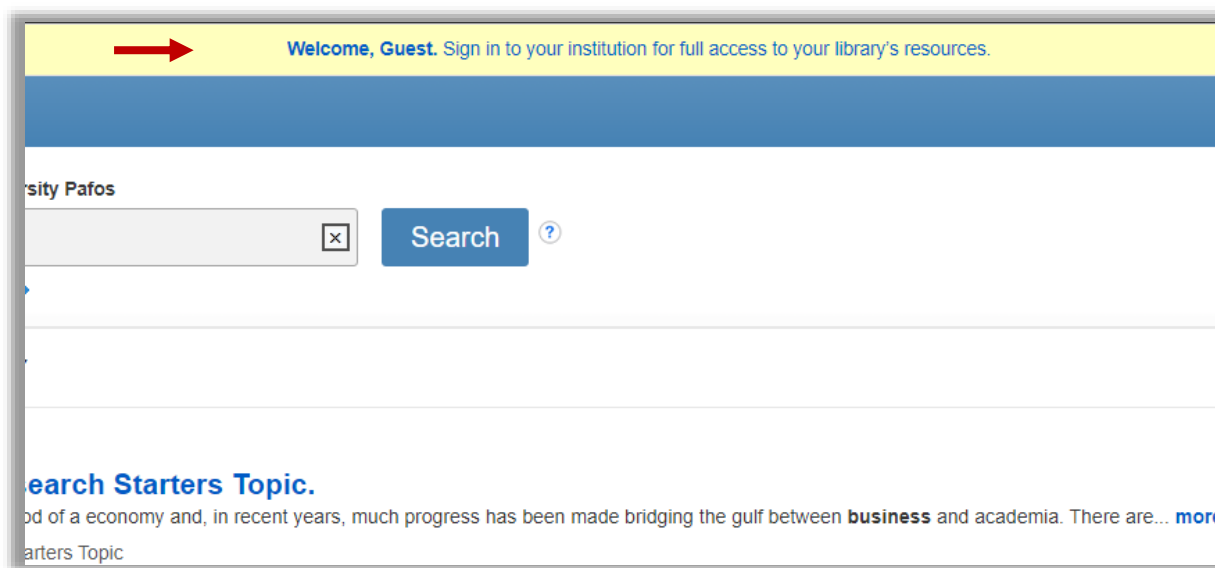 Welcome, Guest. Sign in to your institution for full access to your library's resources.
rsity Pafos
Search ?
earch Starters Topic.
od of a economy and, in recent years, much progress has been made bridging the gulf between business and academia. There are... more
arters Topic